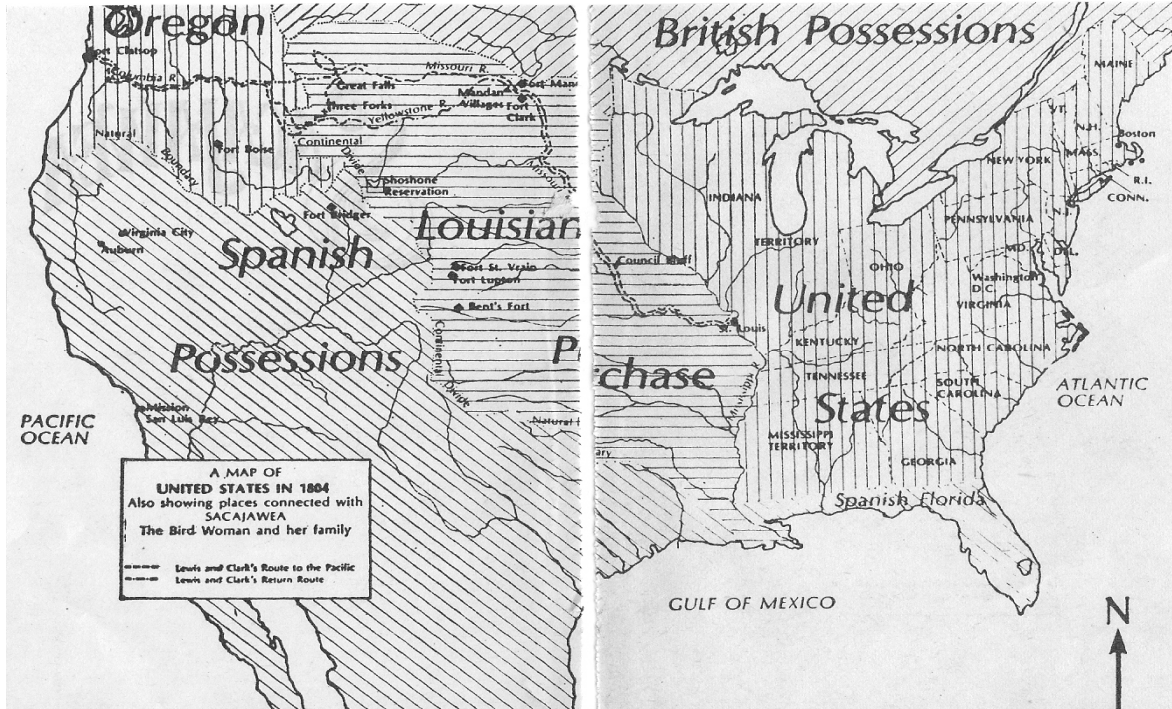 Oregon
Fort Clatsop
Columbia R.
Missouri R.
Great Falls
Three Forks
Yellowstone R.
Mandan
Villages
Fort Man
Fort
Clark
Natural
Boundary
Fort Boise
Continental
Divide
Missouri
Shoshone
Reservation
Fort Bridger
Virginia City
Auburn
Spanish
Possessions
Louisian
Fort St. Vrain
Fort Lupton
Bent's Fort
Continental
Divide
P
Natural
PACIFIC
OCEAN
Mission
San Luis Rey
A MAP OF
UNITED STATES IN 1804
Also showing places connected with
SACAJAWEA
The Bird Woman and her family
Lewis and Clark's Route to the Pacific
Lewis and Clark's Return Route
British Possessions
MAINE
VT.
N.H.
Boston
MASS.
NEW YORK
R.I.
CONN.
INDIANA
TERRITORY
PENNSYLVANIA
N.J.
MD.
DEL.
OHIO
Washington
D.C.
VIRGINIA
Council Bluff
United
States
St. Louis
KENTUCKY
NORTH CAROLINA
TENNESSEE
SOUTH
CAROLINA
chase
Mississippi R.
MISSISSIPPI
TERRITORY
GEORGIA
ary
Spanish Florida
ATLANTIC
OCEAN
GULF OF MEXICO
N